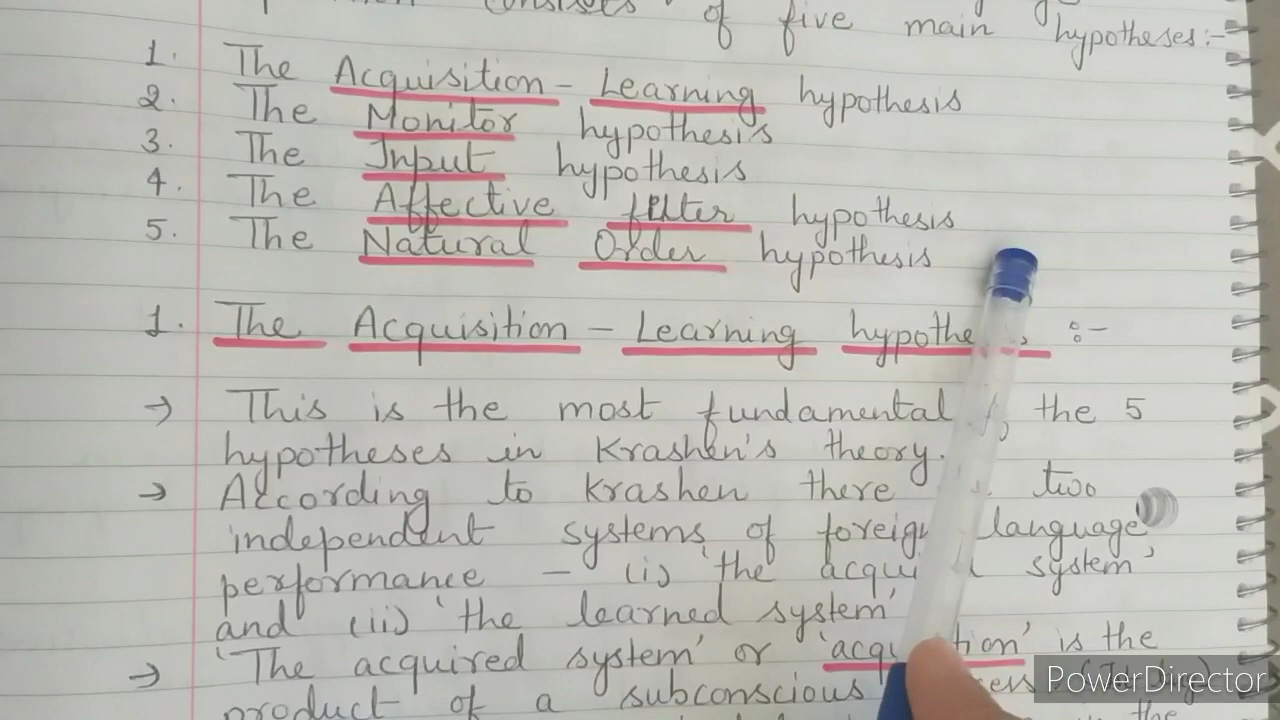 consists of five main hypotheses:-
1. The Acquisition - Learning hypothesis
2. The Monitor hypothesis
3. The Input hypothesis
4. The Affective filter hypothesis
5. The Natural Order hypothesis
1. The Acquisition - Learning hypothe :-
→ This is the most fundamental the 5
hypotheses in Krashen's theory.
→ According to Krashen there two
independent systems of foreign language
performance - (i) 'the system'
and (ii) 'the learned system'
→ 'The acquired system' or is the
product of a subconscious
the
PowerDirector